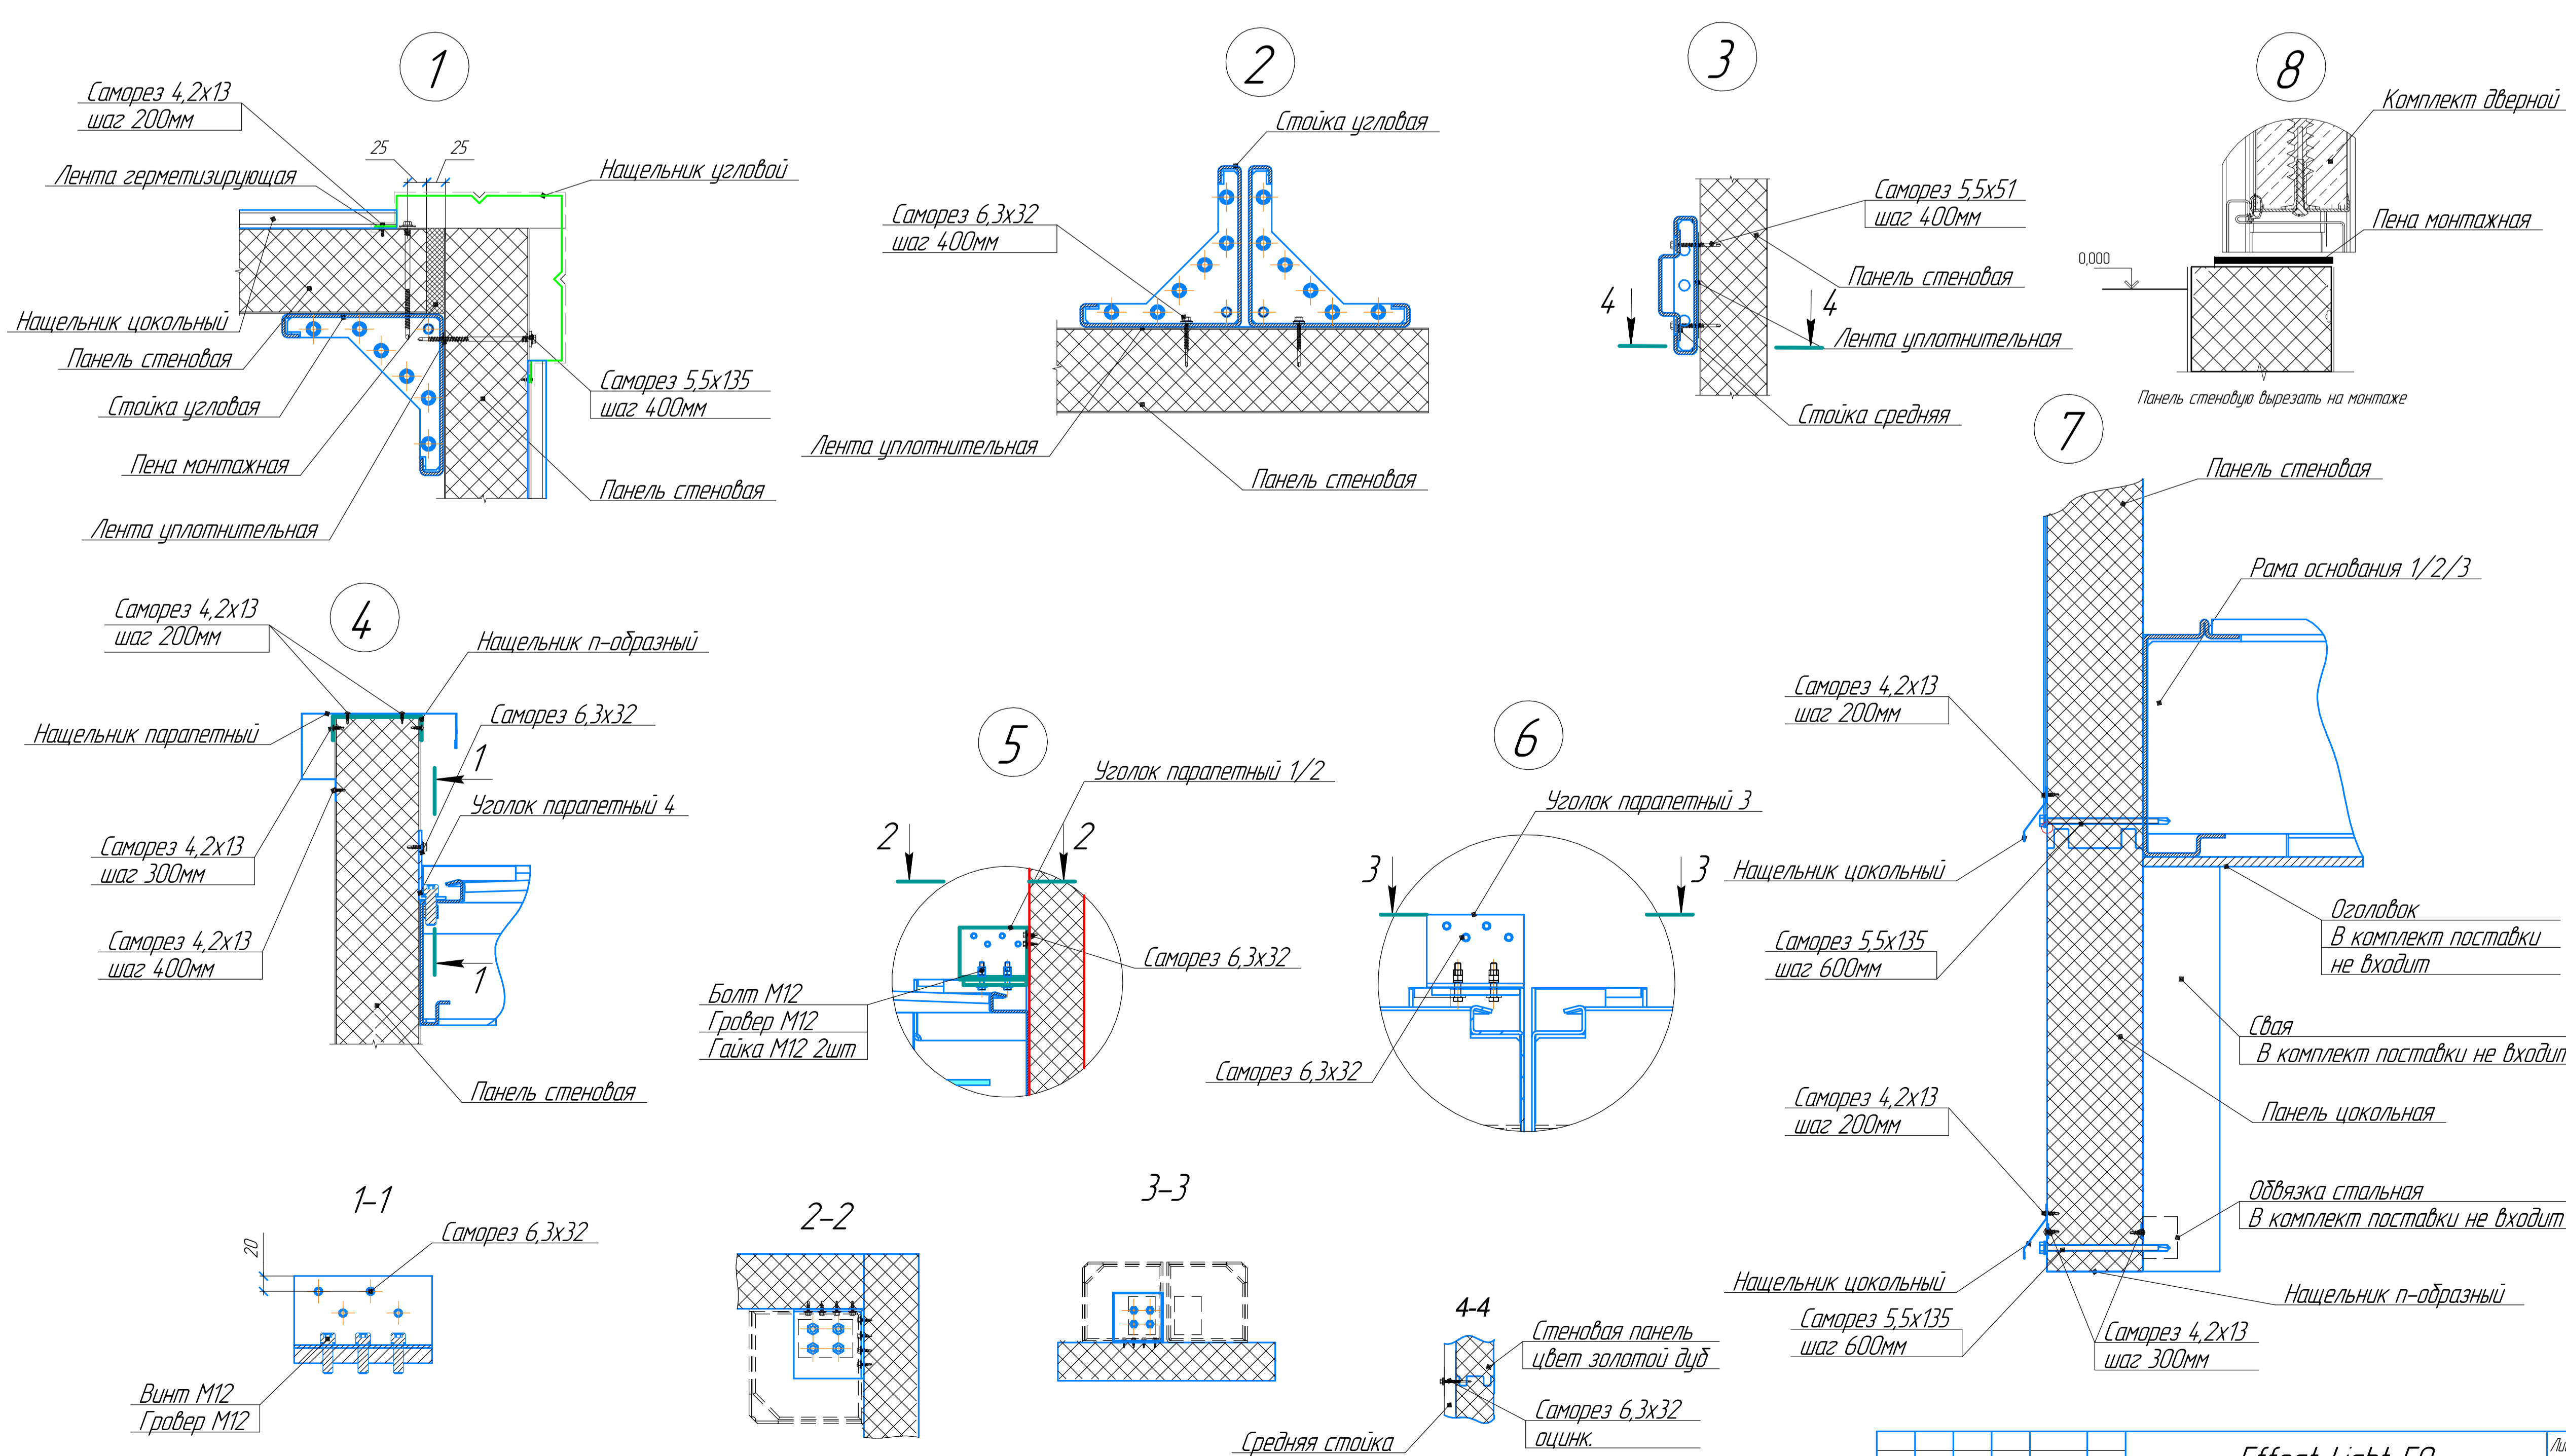 1
Саморез 4,2х13
шаг 200мм
25
25
Лента герметизирующая
Нащельник угловой
Нащельник цокольный
Панель стеновая
Стойка угловая
Саморез 5,5х135
шаг 400мм
Пена монтажная
Панель стеновая
Лента уплотнительная
2
Стойка угловая
Саморез 6,3х32
шаг 400мм
Лента уплотнительная
Панель стеновая
3
Саморез 5,5х51
шаг 400мм
Панель стеновая
4
4
Лента уплотнительная
Стойка средняя
8
Комплект дверной
Пена монтажная
0,000
Панель стеновую вырезать на монтаже
4
Саморез 4,2х13
шаг 200мм
Нащельник п-образный
Саморез 6,3х32
Нащельник парапетный
1
Уголок парапетный 4
Саморез 4,2х13
шаг 300мм
Саморез 4,2х13
шаг 400мм
1
Панель стеновая
5
Уголок парапетный 1/2
2
2
Саморез 6,3х32
Болт М12
Гровер М12
Гайка М12 2шт
6
Уголок парапетный 3
3
3
Саморез 6,3х32
7
Панель стеновая
Рама основания 1/2/3
Саморез 4,2х13
шаг 200мм
Нащельник цокольный
Оголовок
В комплект поставки
не входит
Саморез 5,5х135
шаг 600мм
Свая
В комплект поставки не входит
Саморез 4,2х13
шаг 200мм
Панель цокольная
Обвязка стальная
В комплект поставки не входит
Нащельник цокольный
Нащельник п-образный
Саморез 5,5х135
шаг 600мм
Саморез 4,2х13
шаг 300мм
1-1
20
Саморез 6,3х32
Винт М12
Гровер М12
2-2
3-3
4-4
Стеновая панель
цвет золотой дуб
Саморез 6,3х32
оцинк.
Средняя стойка